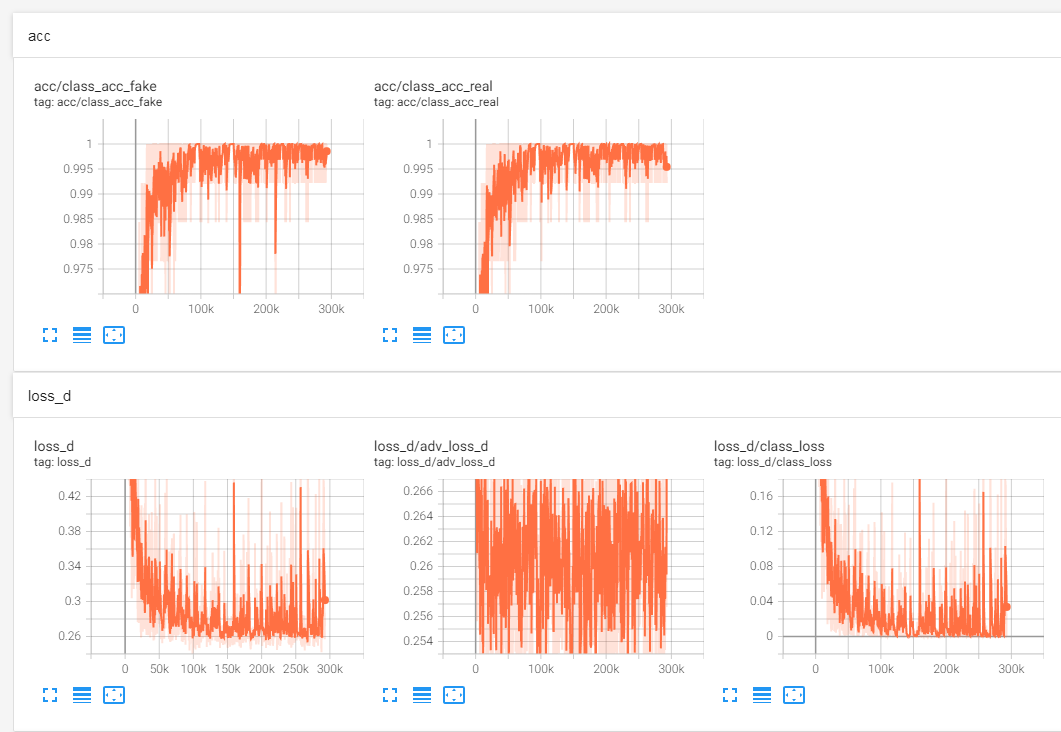 acc
acc/class_acc_fake
tag: acc/class_acc_fake
1
0.995
0.99
0.985
0.98
0.975
0
100k
200k
300k
acc/class_acc_real
tag: acc/class_acc_real
1
0.995
0.99
0.985
0.98
0.975
0
100k
200k
300k
loss_d
loss_d
tag: loss_d
0.42
0.38
0.34
0.3
0.26
0
50k
100k
150k
200k
250k
300k
loss_d/adv_loss_d
tag: loss_d/adv_loss_d
0.266
0.264
0.262
0.26
0.258
0.256
0.254
0
100k
200k
300k
loss_d/class_loss
tag: loss_d/class_loss
0.16
0.12
0.08
0.04
0
0
100k
200k
300k